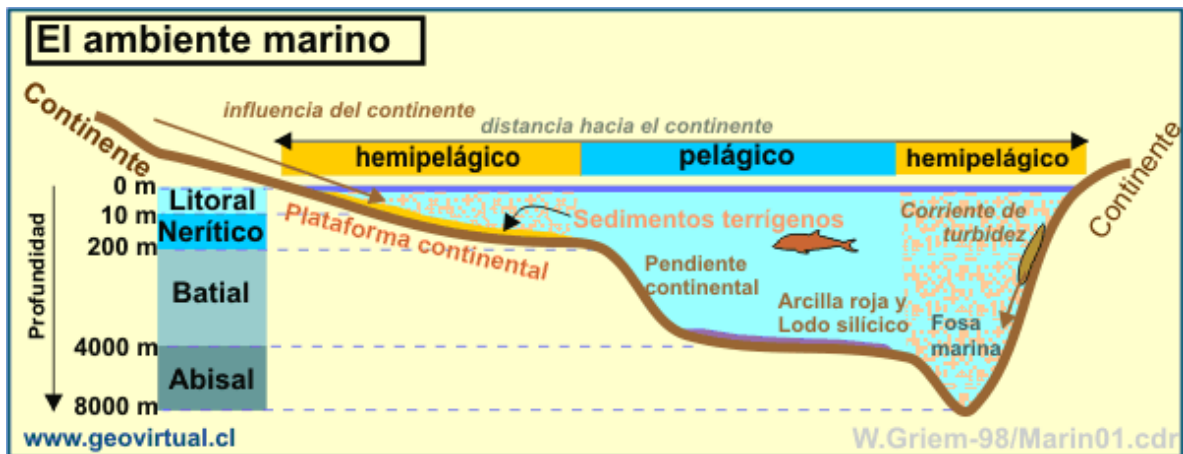 El ambiente marino
Continente
influencia del continente
distancia hacia el continente
hemipelágico
pelágico
hemipelágico
Continente
Profundidad
0 m
Litoral
10 m
Nerítico
200 m
Batial
4000 m
Abisal
8000 m
Plataforma continental
Sedimentos terrígenos
Corriente de
turbidez
Pendiente
continental
Arcilla roja y
Lodo silícico
Fosa
marina
www.geovirtual.cl
W.Griem-98/Marin01.cdr